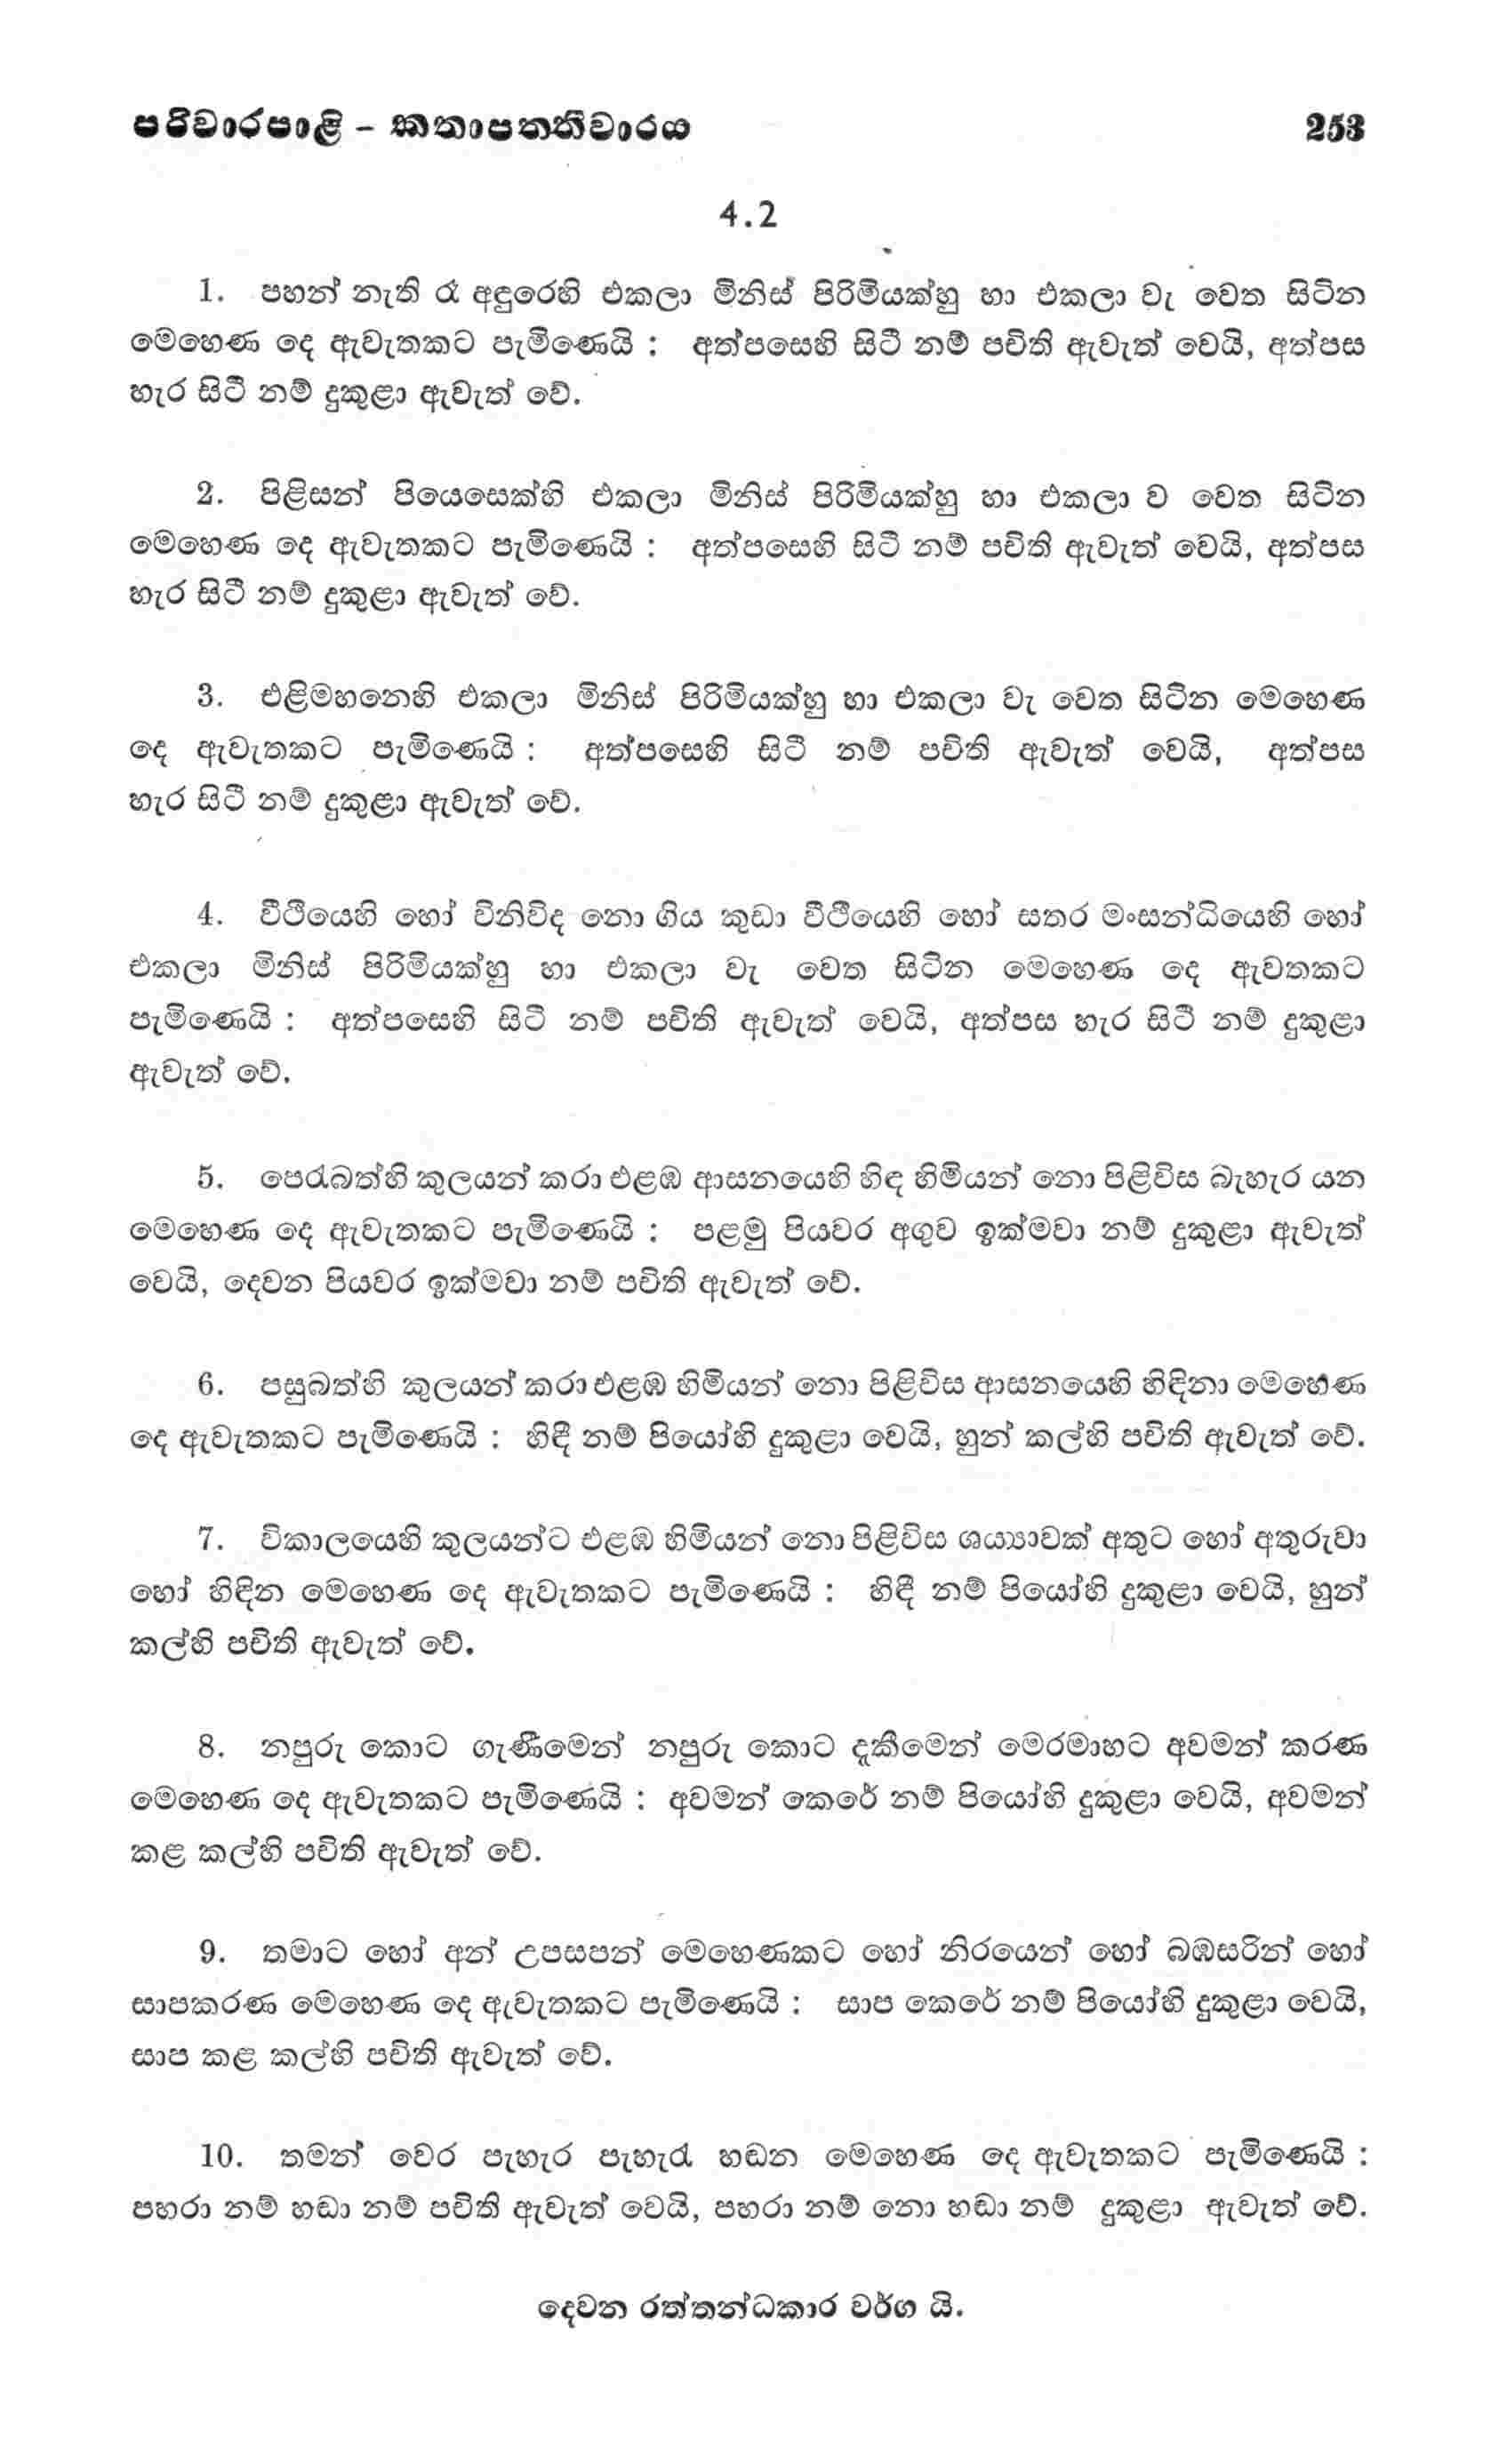 පරිවාරපාළි - කතාපත‍්තිවාරය 253
4.2
1. පහන් නැති රෑ අඳුරෙහි එකලා මිනිස් පිරිමියක්හු හා එකලා වැ වෙත සිටින
මෙහෙණ දෙ ඇවැතකට පැමිණෙයි : අත්පසෙහි සිටී නම් පචිති ඇවැත් වෙයි, අත්පස
හැර සිටී නම් දුකුළා ඇවැත් වේ.
2. පිළිසන් පියෙසෙක්හි එකලා මිනිස් පිරිමියක්හු හා එකලා ව වෙත සිටින
මෙහෙණ දෙ ඇවැතකට පැමිණෙයි : අත්පසෙහි සිටී නම් පචිති ඇවැත් වෙයි, අත්පස
හැර සිටී නම් දුකුළා ඇවැත් වේ.
3. එළිමහනෙහි එකලා මිනිස් පිරිමියක්හු හා එකලා වැ වෙත සිටින මෙහෙණ
දෙ ඇවැතකට පැමිණෙයි : අත්පසෙහි සිටී නම් පචිති ඇවැත් වෙයි, අත්පස
හැර සිටී නම් දුකුළා ඇවැත් වේ.
4. වීථියෙහි හෝ විනිවිද නො ගිය කුඩා වීථියෙහි හෝ සතර මංසන්ධියෙහි හෝ
එකලා මිනිස් පිරිමියක්හු හා එකලා වැ වෙත සිටින මෙහෙණ දෙ ඇවතකට
පැමිණෙයි : අත්පසෙහි සිටී නම් පචිති ඇවැත් වෙයි, අත්පස හැර සිටී නම් දුකුළා
ඇවැත් වේ.
5. පෙරැබත්හි කුලයන් කරා එළඹ ආසනයෙහි හිඳ හිමියන් නො පිළිවිස බැහැර යන
මෙහෙණ දෙ ඇවැතකට පැමිණෙයි : පළමු පියවර අගුව ඉක්මවා නම් දුකුළා ඇවැත්
වෙයි, දෙවන පියවර ඉක්මවා නම් පචිති ඇවැත් වේ.
6. පසුබත්හි කුලයන් කරා එළඹ හිමියන් නො පිළිවිස ආසනයෙහි හිඳිනා මෙහෙණ
දෙ ඇවැතකට පැමිණෙයි : හිඳී නම් පියෝහි දුකුළා වෙයි, හුන් කල්හි පචිති ඇවැත් වේ.
7. විකාලයෙහි කුලයන්ට එළඹ හිමියන් නො පිළිවිස ශය්‍යාවක් අතුට හෝ අතුරුවා
හෝ හිඳින මෙහෙණ දෙ ඇවැතකට පැමිණෙයි : හිඳී නම් පියෝහි දුකුළා වෙයි, හුන්
කල්හි පචිති ඇවැත් වේ.
8. නපුරු කොට ගැණීමෙන් නපුරු කොට දැකීමෙන් මෙරමාහට අවමන් කරණ
මෙහෙණ දෙ ඇවැතකට පැමිණෙයි : අවමන් කෙරේ නම් පියෝහි දුකුළා වෙයි, අවමන්
කළ කල්හි පචිති ඇවැත් වේ.
9. තමාට හෝ අන් උපසපන් මෙහෙණකට හෝ නිරයෙන් හෝ බඹසරින් හෝ
සාපකරණ මෙහෙණ දෙ ඇවැතකට පැමිණෙයි : සාප කෙරේ නම් පියෝහි දුකුළා වෙයි,
සාප කළ කල්හි පචිති ඇවැත් වේ.
10. තමන් වෙර පැහැර පැහැරැ හඬන මෙහෙණ දෙ ඇවැතකට පැමිණෙයි :
පහරා නම් හඬා නම් පචිති ඇවැත් වෙයි, පහරා නම් නො හඬා නම් දුකුළා ඇවැත් වේ.
දෙවන රත්තන්ධකාර වර්ග යි.